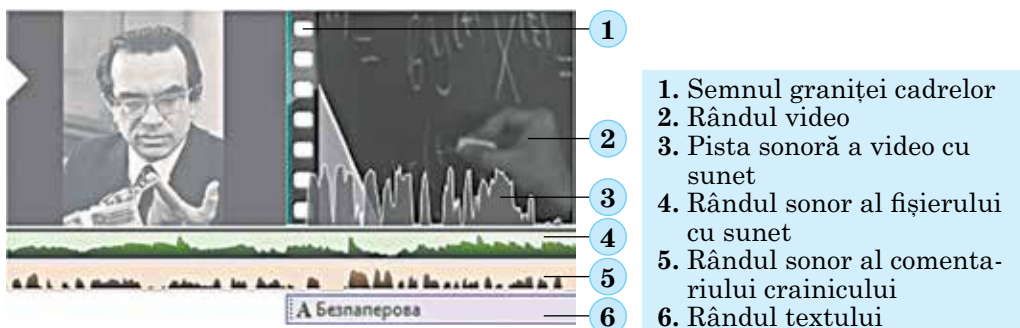 1
2
3
4
5
6
A Безпаперова
1. Semnul graniței cadrelor
2. Rândul video
3. Pista sonoră a video cu
sunet
4. Rândul sonor al fișierului
cu sunet
5. Rândul sonor al comenta-
riului crainicului
6. Rândul textului